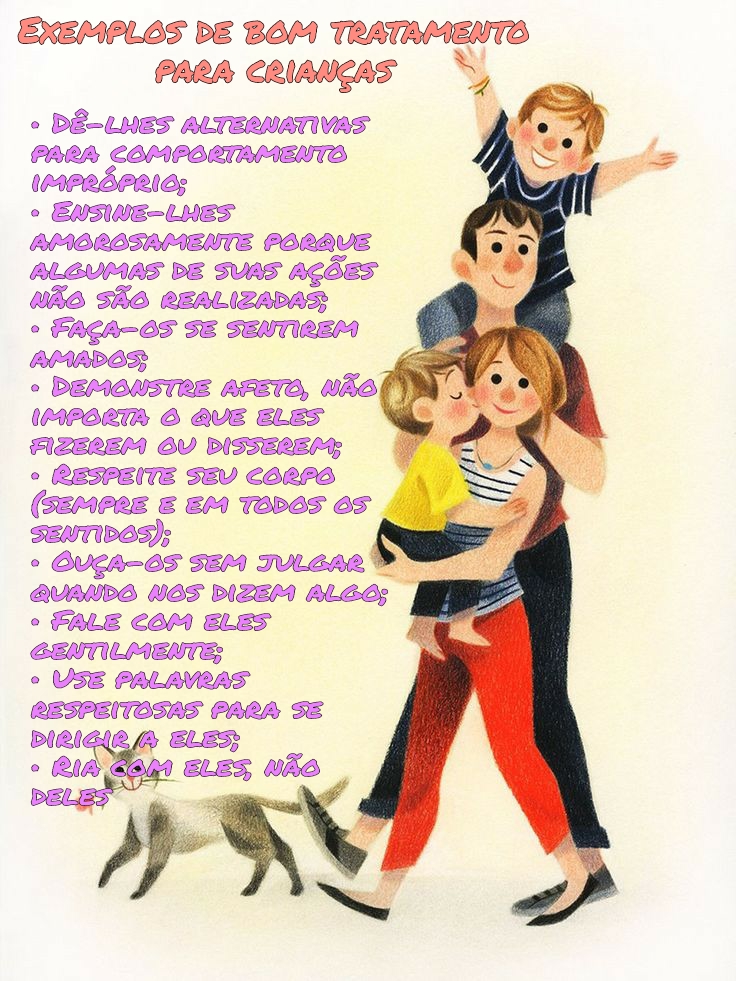 Exemplos de bom tratamento
para crianças
• Dê-lhes alternativas
para comportamento
impróprio;
• Ensine-lhes
amorosamente porque
algumas de suas ações
não são realizadas;
• Faça-os se sentirem
amados;
• Demonstre afeto, não
importa o que eles
fizerem ou disserem;
• Respeite seu corpo
(sempre e em todos os
sentidos);
• Ouça-os sem julgar
quando nos dizem algo;
• Fale com eles
gentilmente;
• Use palavras
respeitosas para se
dirigir a eles;
• Ria com eles, não
deles